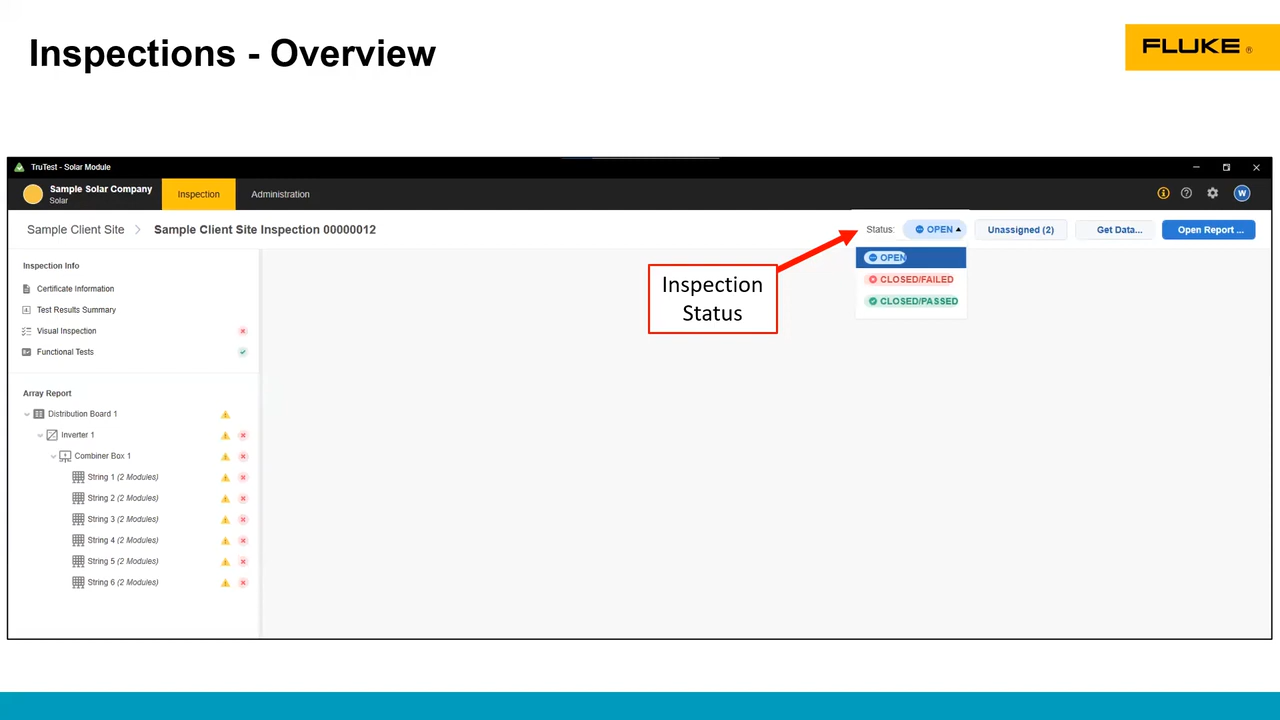 Inspections - Overview
FLUKE ®
TruTest - Solar Module
Sample Solar Company
Solar
Inspection
Administration
W
Sample Client Site
Sample Client Site Inspection 00000012
Status:
OPEN
Unassigned (2)
Get Data...
Open Report ...
OPEN
CLOSED/FAILED
CLOSED/PASSED
Inspection
Status
Inspection Info
Certificate Information
Test Results Summary
Visual Inspection
Functional Tests
Array Report
Distribution Board 1
Inverter 1
Combiner Box 1
String 1 (2 Modules)
String 2 (2 Modules)
String 3 (2 Modules)
String 4 (2 Modules)
String 5 (2 Modules)
String 6 (2 Modules)